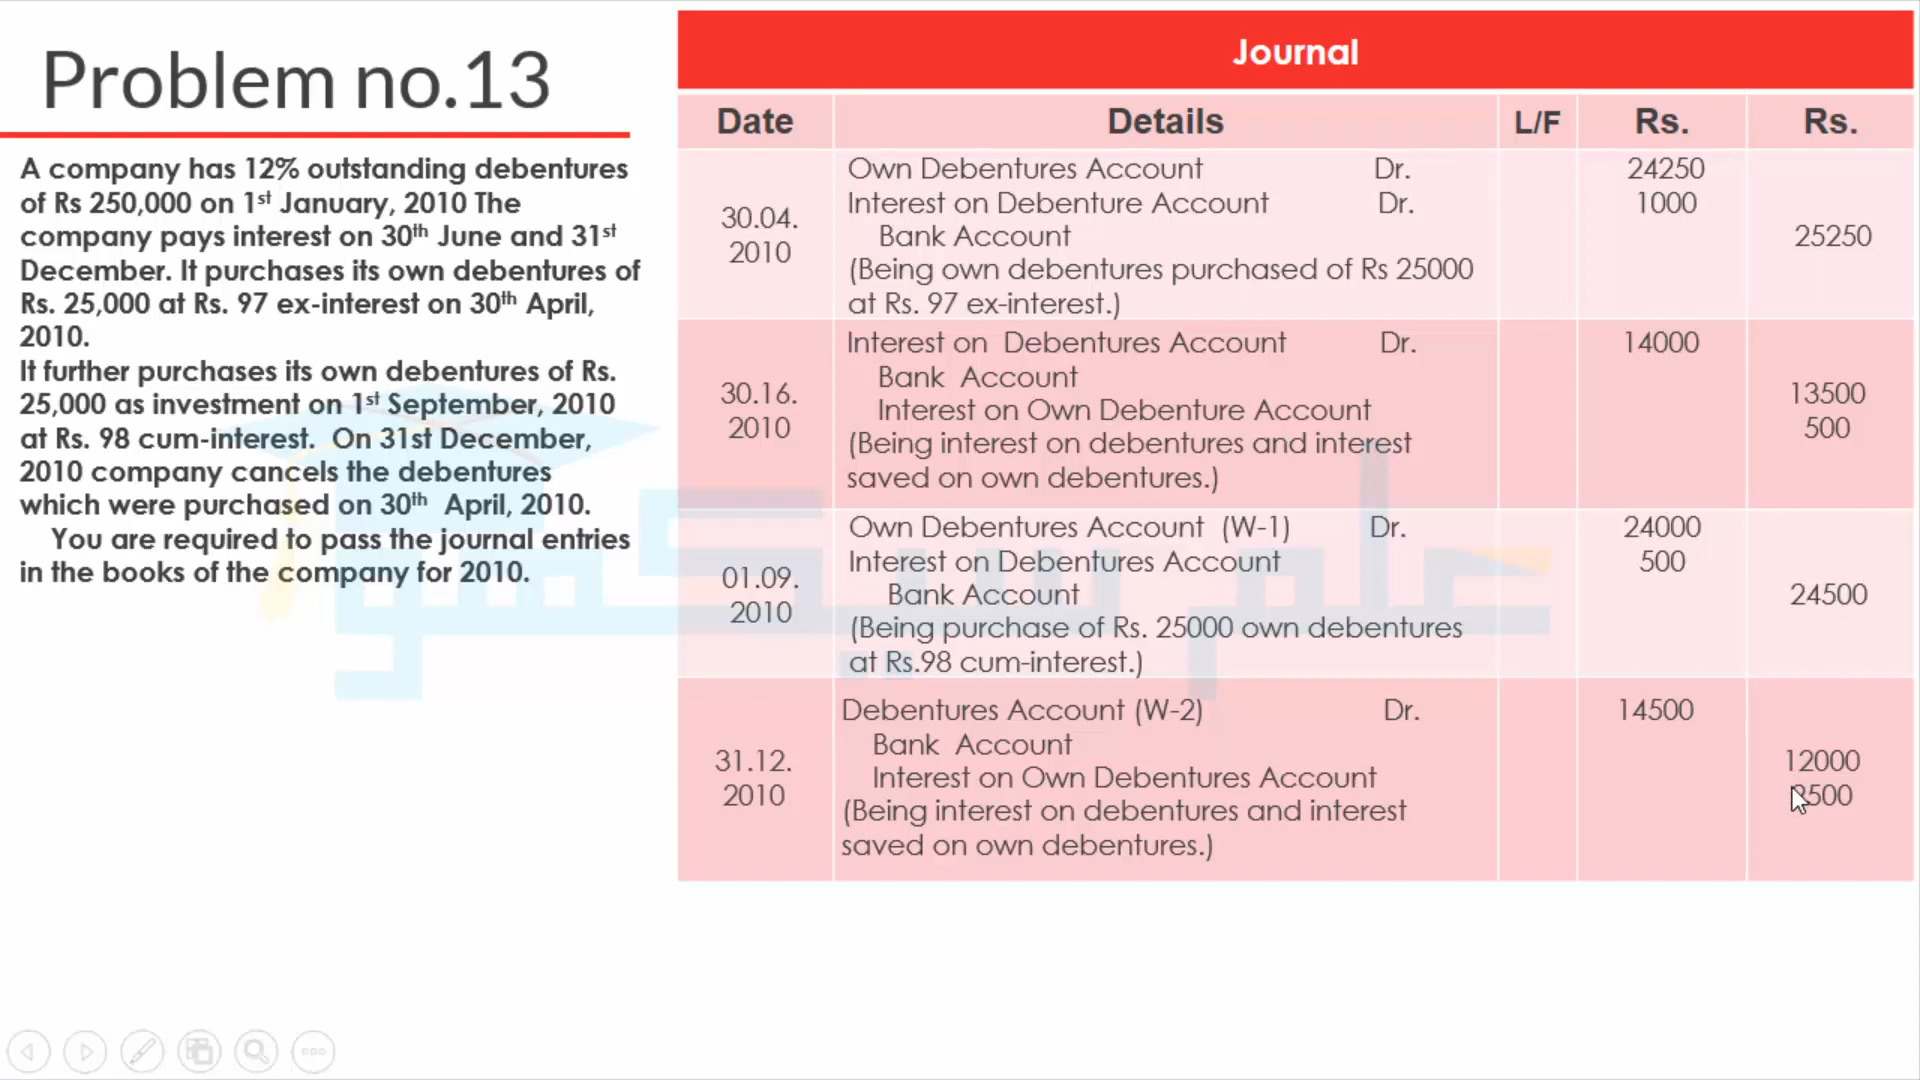 Problem no.13
A company has 12% outstanding debentures
of Rs 250,000 on 1st January, 2010 The
company pays interest on 30th June and 31st
December. It purchases its own debentures of
Rs. 25,000 at Rs. 97 ex-interest on 30th April,
2010.
It further purchases its own debentures of Rs.
25,000 as investment on 1st September, 2010
at Rs. 98 cum-interest. On 31st December,
2010 company cancels the debentures
which were purchased on 30th April, 2010.
You are required to pass the journal entries
in the books of the company for 2010.
Journal
Date Details L/F Rs. Rs.
30.04.
2010
Own Debentures Account Dr.
Interest on Debenture Account Dr.
Bank Account
(Being own debentures purchased of Rs 25000
at Rs. 97 ex-interest.)
24250
1000
25250
30.16.
2010
Interest on Debentures Account Dr.
Bank Account
Interest on Own Debenture Account
(Being interest on debentures and interest
saved on own debentures.)
14000
13500
500
01.09.
2010
Own Debentures Account (W-1) Dr.
Interest on Debentures Account
Bank Account
(Being purchase of Rs. 25000 own debentures
at Rs.98 cum-interest.)
24000
500
24500
31.12.
2010
Debentures Account (W-2) Dr.
Bank Account
Interest on Own Debentures Account
(Being interest on debentures and interest
saved on own debentures.)
14500
12000